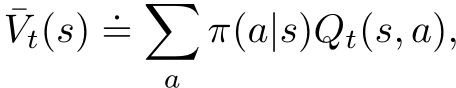 V̄_t(s) ≐ ∑_a π(a|s)Q_t(s, a),